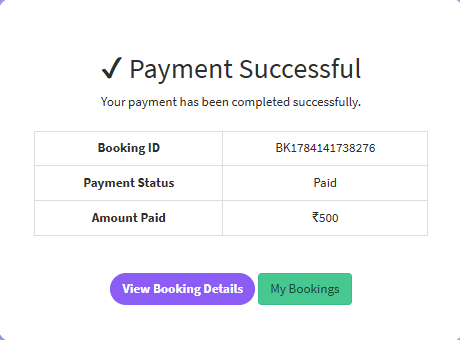 ✔ Payment Successful
Your payment has been completed successfully.
Booking ID BK1784141738276
Payment Status Paid
Amount Paid ₹500
View Booking Details My Bookings